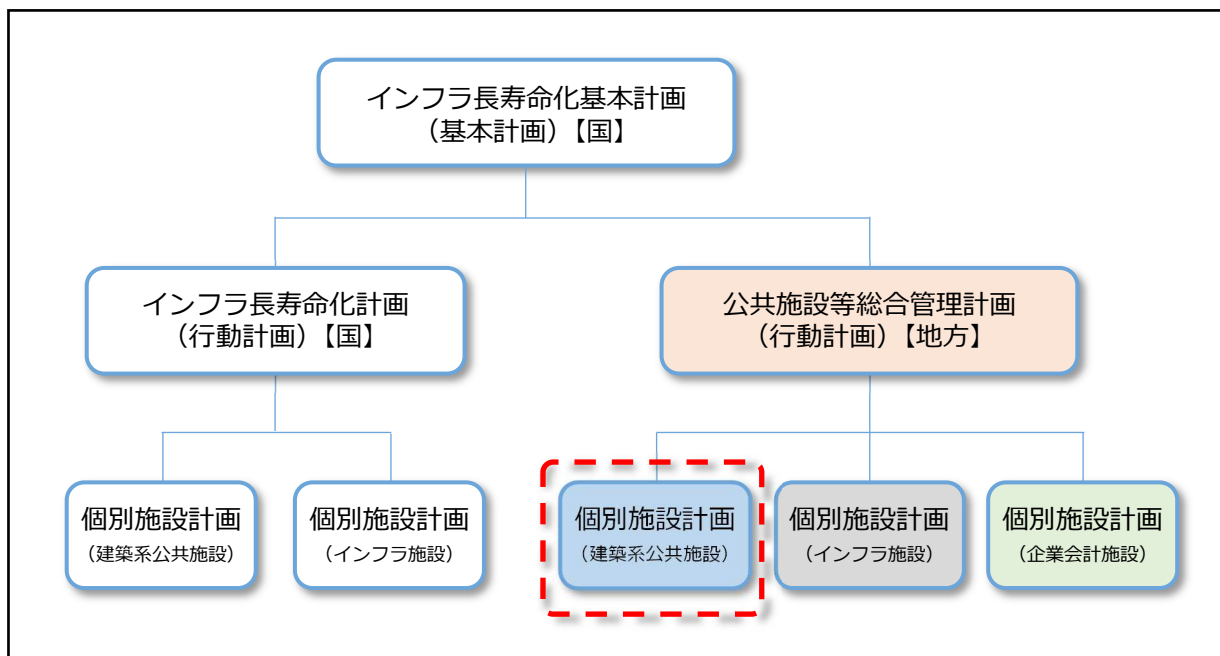 インフラ長寿命化基本計画
（基本計画）【国】
インフラ長寿命化計画
（行動計画）【国】
公共施設等総合管理計画
（行動計画）【地方】
個別施設計画
（建築系公共施設）
個別施設計画
（インフラ施設）
個別施設計画
（建築系公共施設）
個別施設計画
（インフラ施設）
個別施設計画
（企業会計施設）